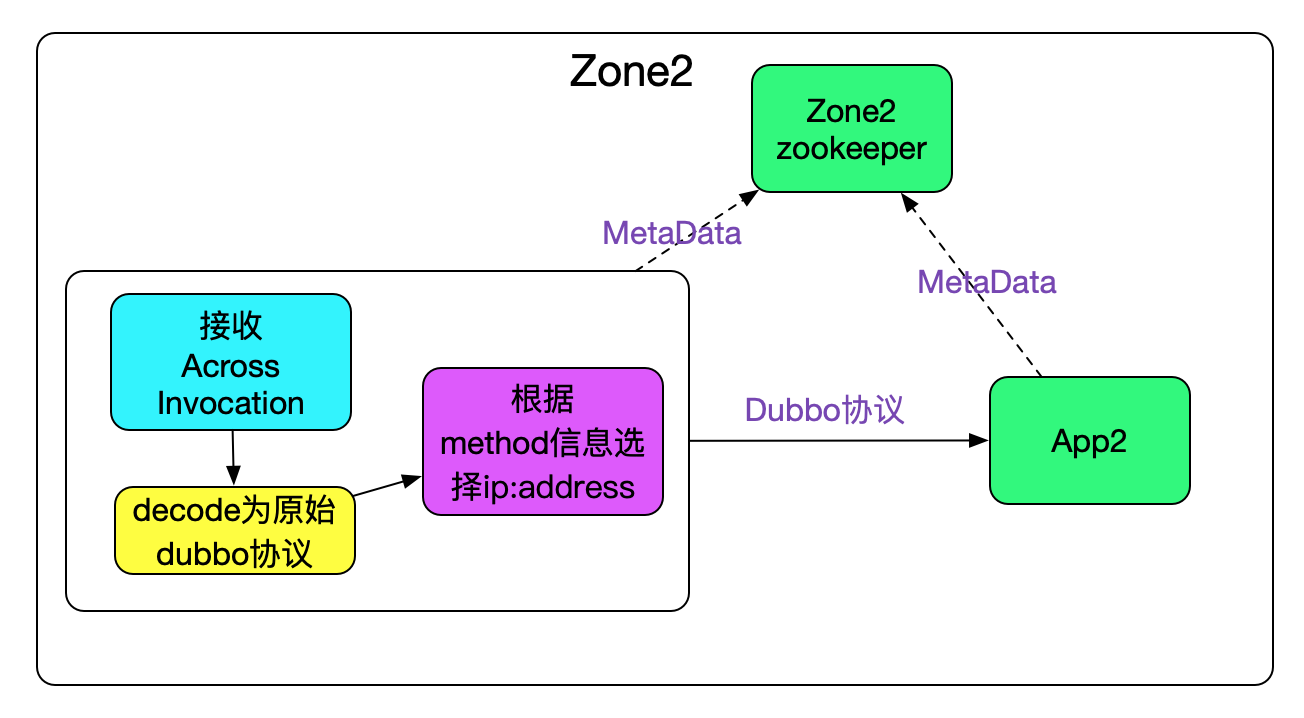 Zone2
Zone2
zookeeper
MetaData
MetaData
接收
Across
Invocation
根据
method信息选
择ip:address
Dubbo协议
App2
decode为原始
dubbo协议